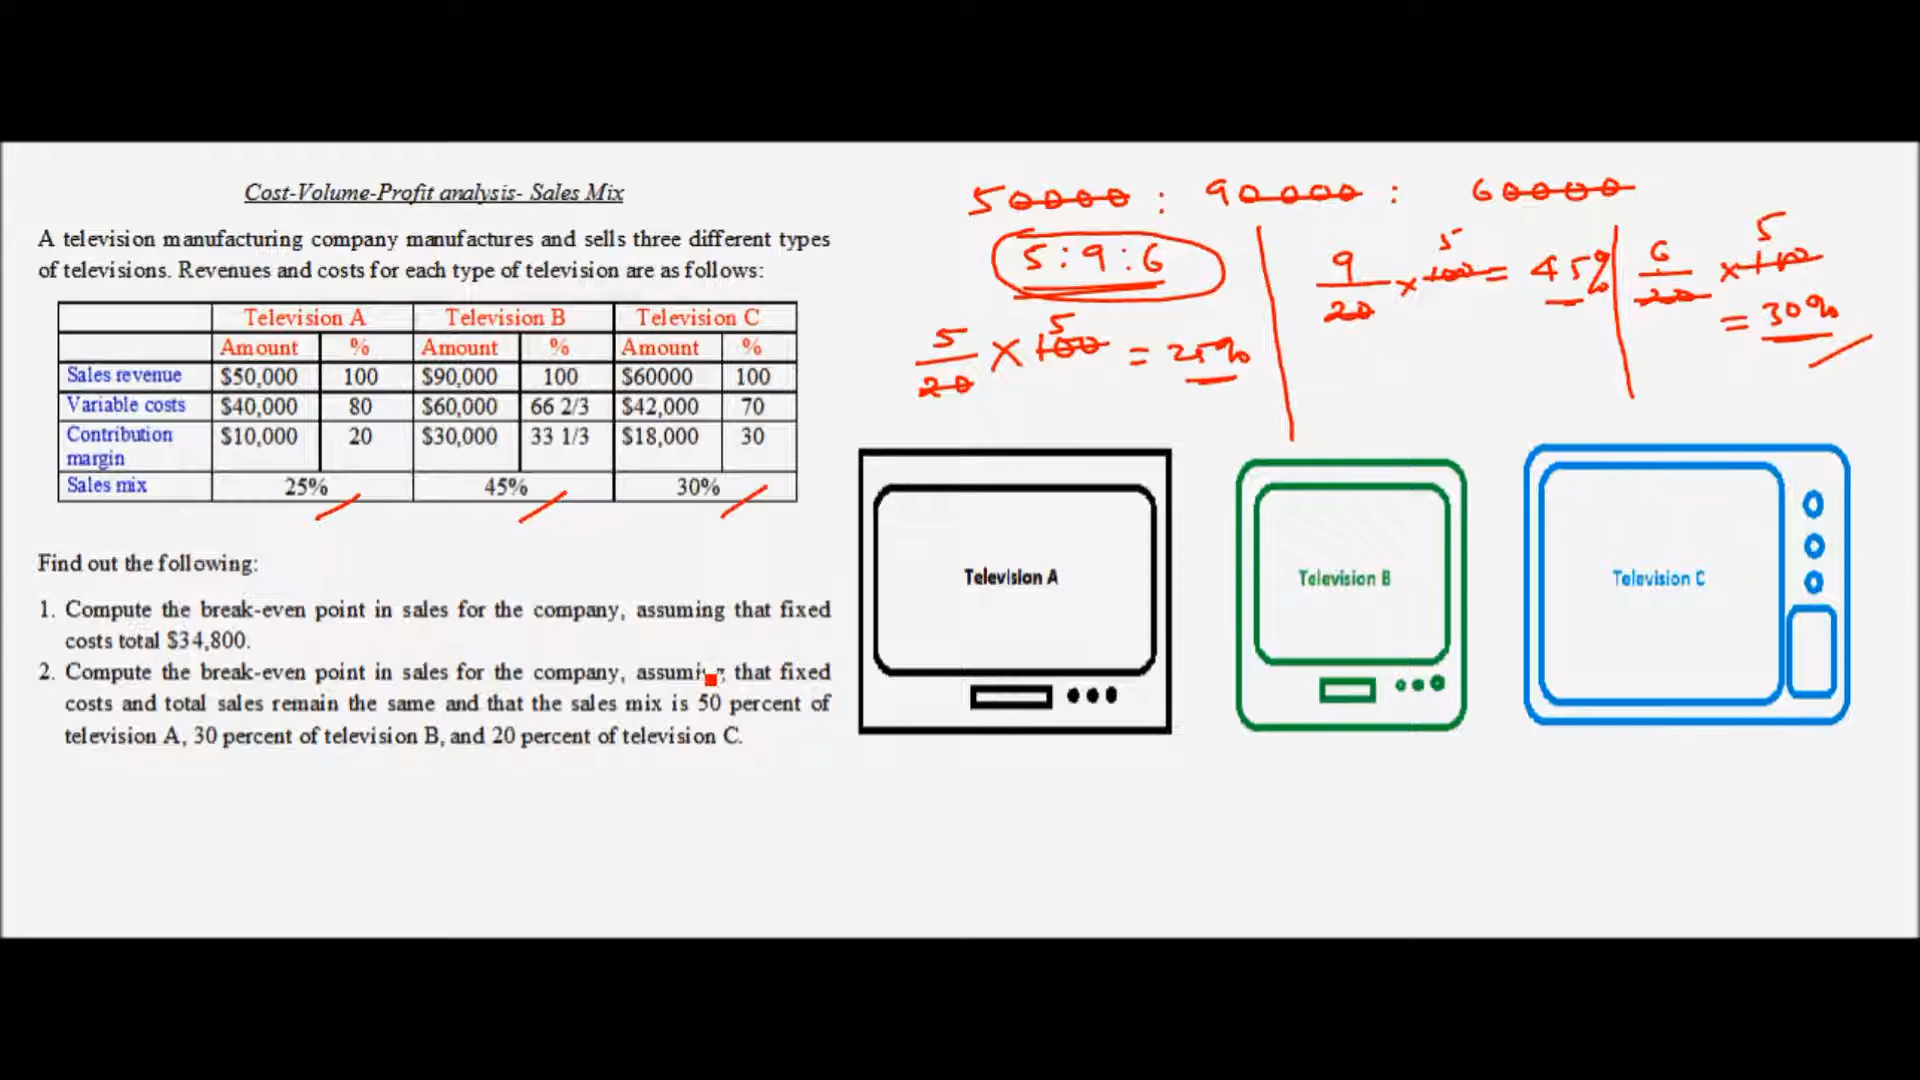 Cost-Volume-Profit analysis- Sales Mix
A television manufacturing company manufactures and sells three different types
of televisions. Revenues and costs for each type of television are as follows:
Television A Television B Television C
Amount % Amount % Amount %
Sales revenue $50,000 100 $90,000 100 $60000 100
Variable costs $40,000 80 $60,000 66 2/3 $42,000 70
Contribution margin $10,000 20 $30,000 33 1/3 $18,000 30
Sales mix 25% 45% 30%
Find out the following:
1. Compute the break-even point in sales for the company, assuming that fixed
costs total $34,800.
2. Compute the break-even point in sales for the company, that fixed
costs and total sales remain the same and that the sales mix is 50 percent of
television A, 30 percent of television B, and 20 percent of television C.
50000 : 90000 : 60000
5 : 9 : 6
5
5/20 × 100 = 25%
5
9/20 × 100 = 45%
5
6/20 × 100
= 30%
Television A
Television B
Television C